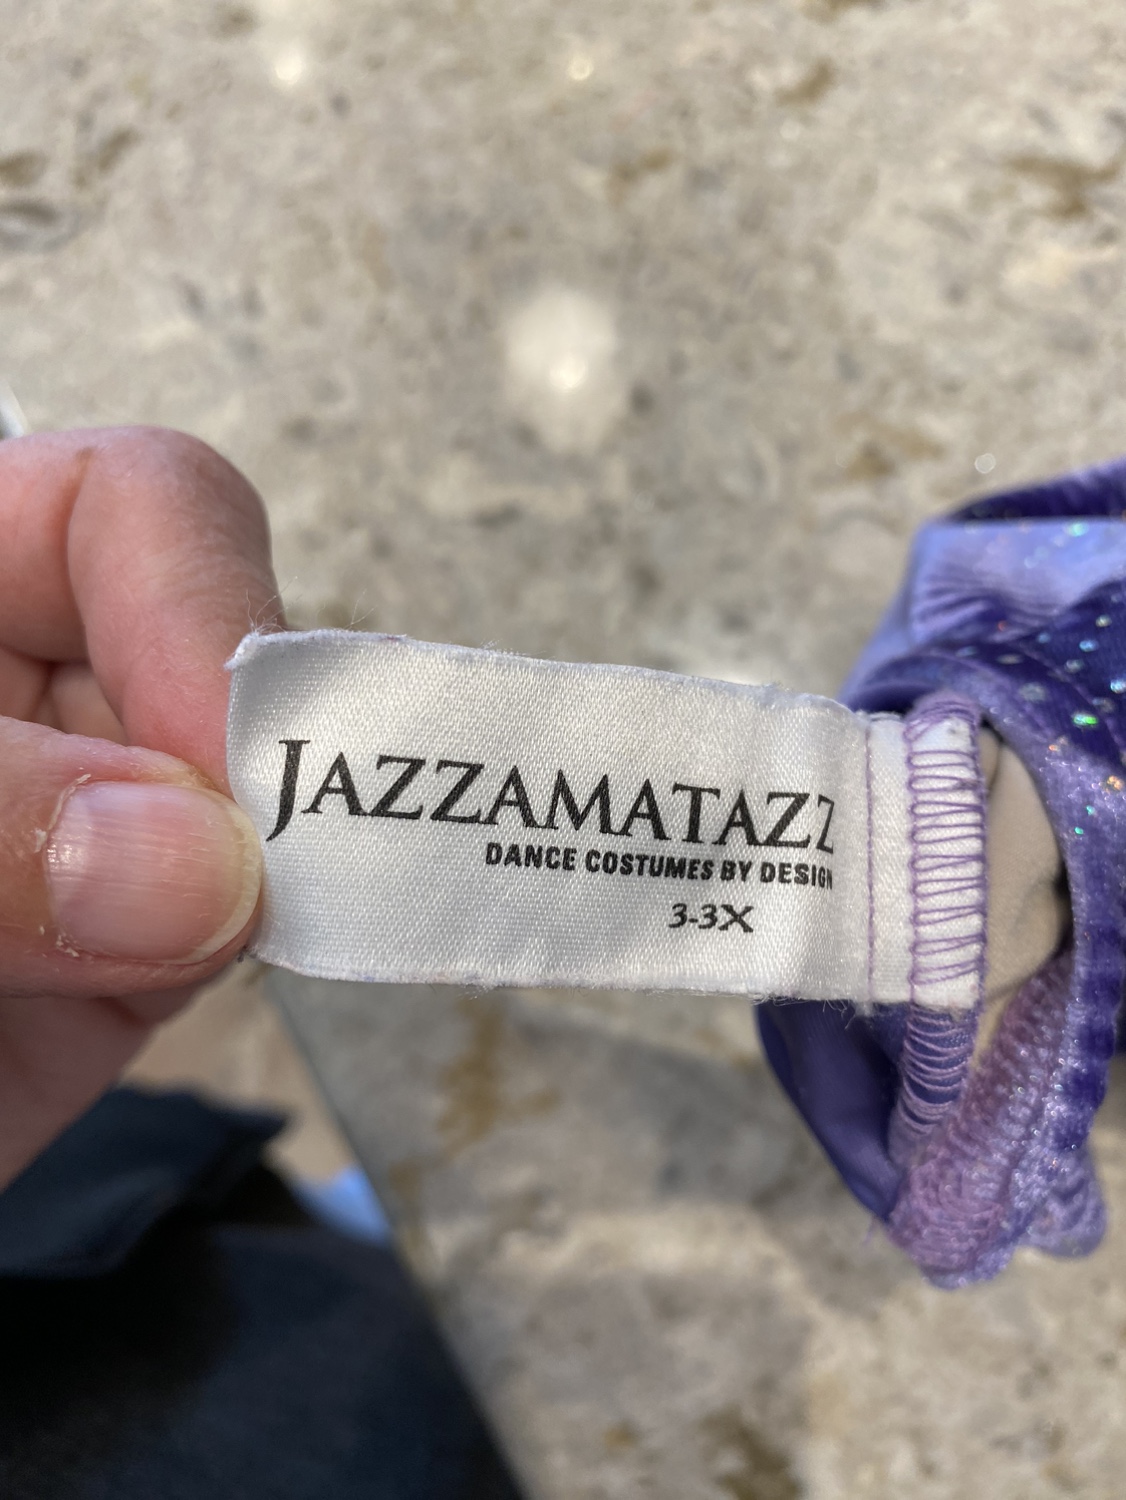 JAZZAMATAZZ
DANCE COSTUMES BY DESIGN
3-3X